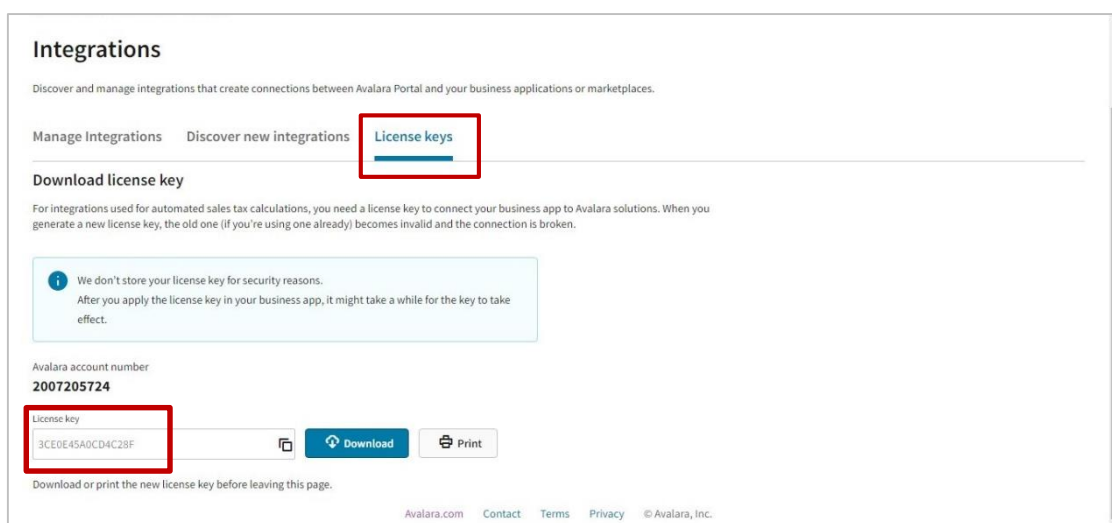 Integrations
Discover and manage integrations that create connections between Avalara Portal and your business applications or marketplaces.
Manage Integrations Discover new integrations License keys
Download license key
For integrations used for automated sales tax calculations, you need a license key to connect your business app to Avalara solutions. When you
generate a new license key, the old one (if you're using one already) becomes invalid and the connection is broken.
We don't store your license key for security reasons.
After you apply the license key in your business app, it might take a while for the key to take
effect.
Avalara account number
2007205724
License key
3CE0E45A0CD4C28F Download Print
Download or print the new license key before leaving this page.
Avalara.com Contact Terms Privacy © Avalara, Inc.